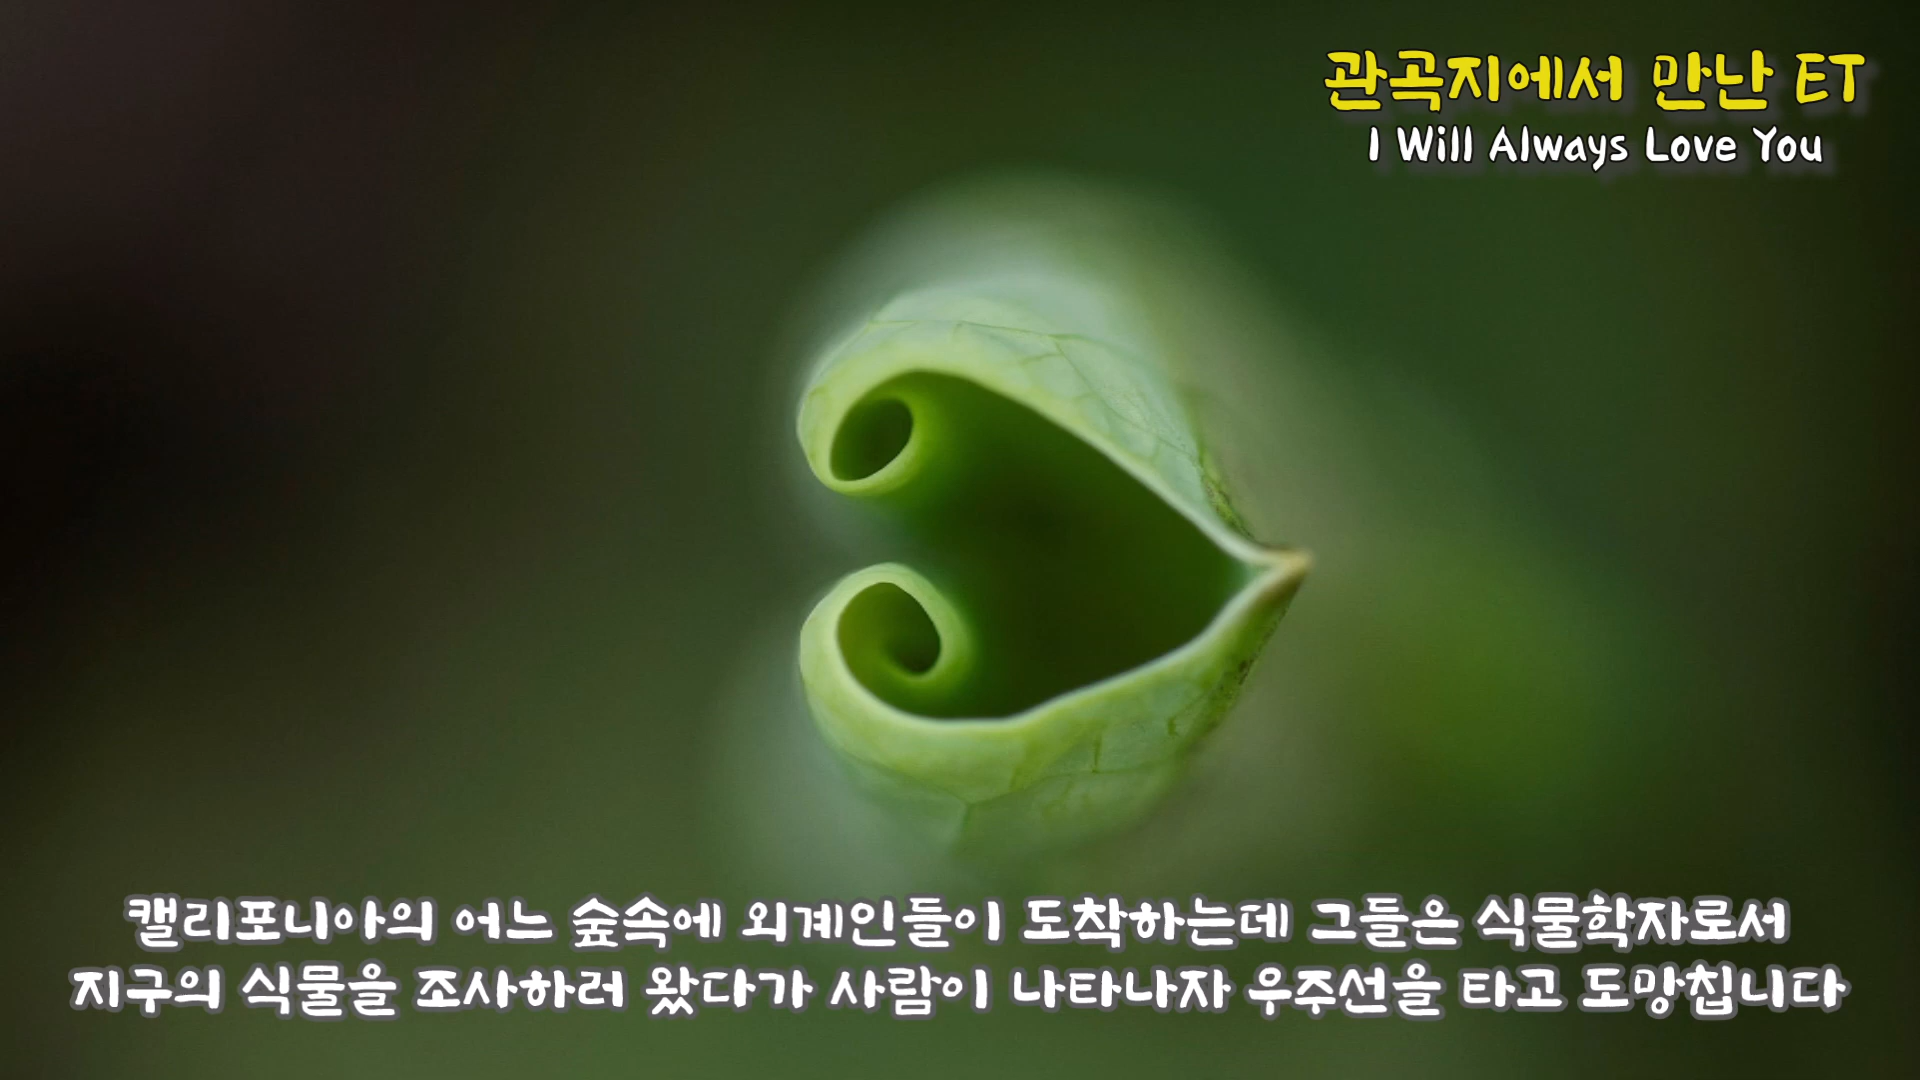 관곡지에서 만난 ET
I Will Always Love You
캘리포니아의 어느 숲속에 외계인들이 도착하는데 그들은 식물학자로서
지구의 식물을 조사하러 왔다가 사람이 나타나자 우주선을 타고 도망칩니다